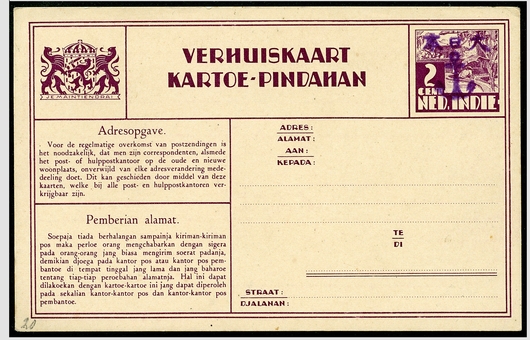 VERHUISKAART
KARTOE-PINDAHAN
JE MAINTIENDRAI
2
CENT
NED. INDIE
Adresopgave.
Voor de regelmatige overkomst van postzendingen is
het noodzakelijk, dat men zijn correspondenten, alsmede
het post- of hulppostkantoor op de oude en nieuwe
woonplaats, onverwijld van elke adresverandering mede-
deeling doet. Dit kan geschieden door middel van deze
kaarten, welke bij alle post- en hulppostkantoren ver-
krijgbaar zijn.
Pemberian alamat.
Soepaja tiada berhalangan sampainja kiriman-kiriman
pos maka perloe orang mengchabarkan dengan sigera
pada orang-orang jang biasa mengirim soerat padanja,
demikian djoega pada kantor pos atau kantor pos pem-
bantoe di tempat tinggal jang lama dan jang baharoe
tentang tiap-tiap peroebahan alamatnja. Hal ini dapat
dilakoekan dengan kartoe-kartoe ini jang dapat diperoleh
pada sekalian kantor-kantor pos dan kantor-kantor pos
pembantoe.
ADRES:
ALAMAT:
AAN:
KEPADA:
TE
DI
STRAAT:
DJALANAN:
20